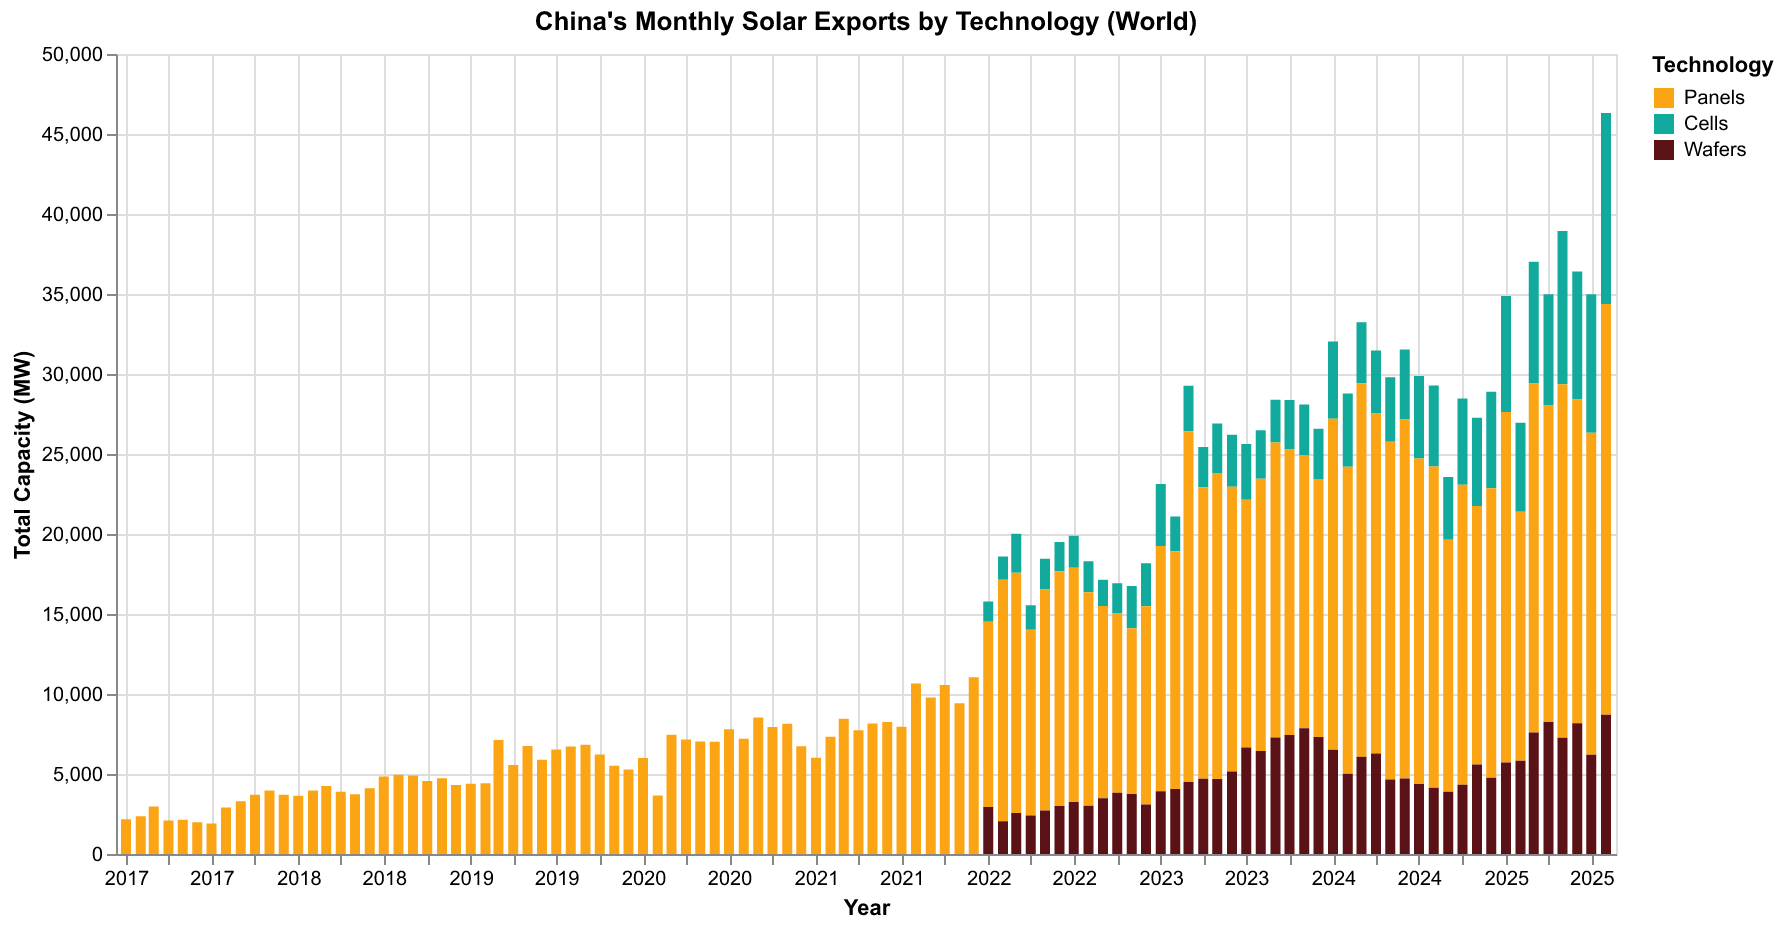 China's Monthly Solar Exports by Technology (World)
Technology
Panels
Cells
Wafers
Total Capacity (MW)
50,000
45,000
40,000
35,000
30,000
25,000
20,000
15,000
10,000
5,000
0
2017 2017 2018 2018 2019 2019 2020 2020 2021 2021 2022 2022 2023 2023 2024 2024 2025 2025
Year